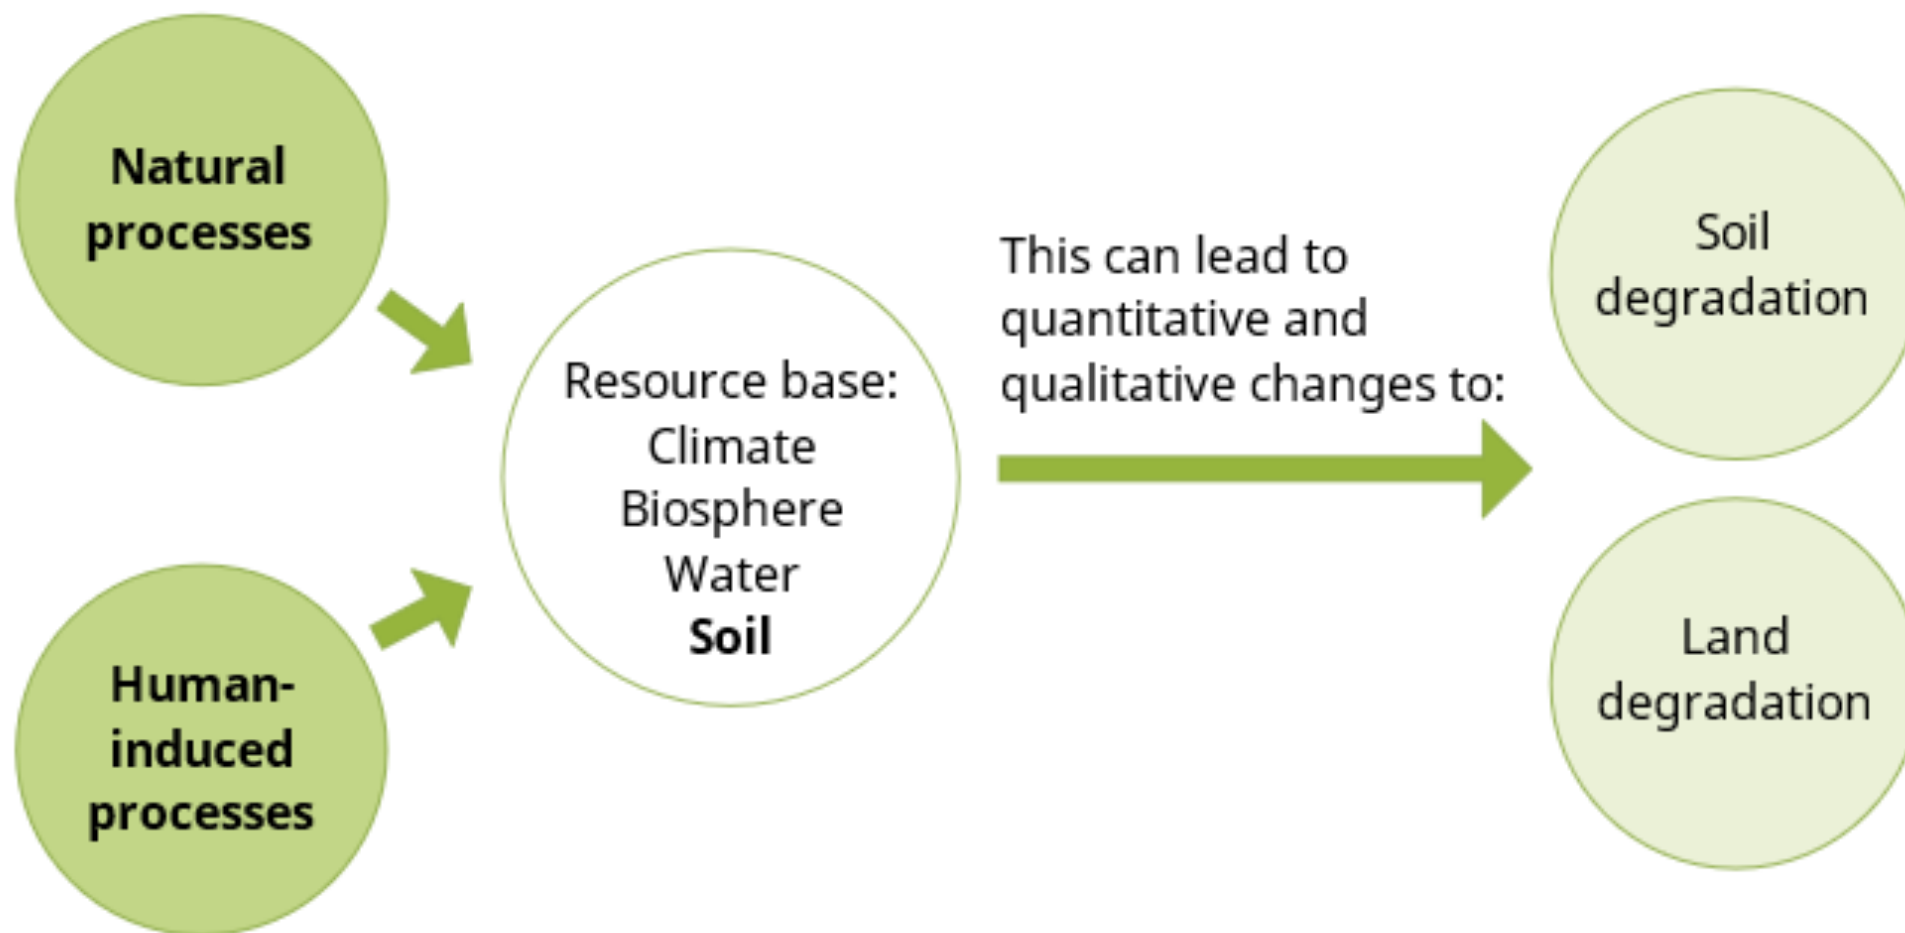 Natural
processes
Human-
induced
processes
Resource base:
Climate
Biosphere
Water
Soil
This can lead to
quantitative and
qualitative changes to:
Soil
degradation
Land
degradation